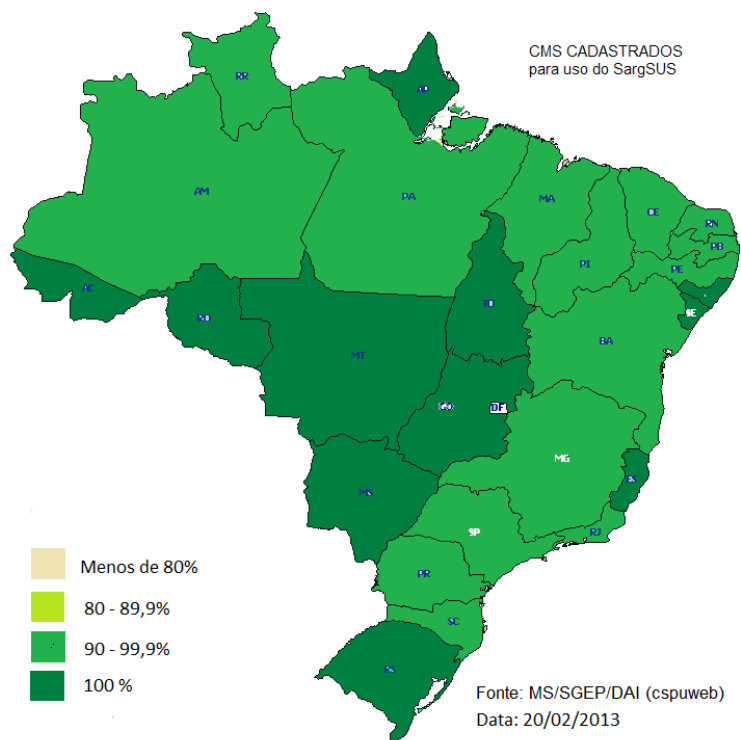 CMS CADASTRADOS
para uso do SargSUS
RR
AP
AM
PA
MA
CE
RN
PB
PI
PE
AC
RO
TO
SE
MT
BA
GO
DF
MG
MS
ES
SP
RJ
PR
SC
RS
Menos de 80%
80 - 89,9%
90 - 99,9%
100 %
Fonte: MS/SGEP/DAI (cspuweb)
Data: 20/02/2013